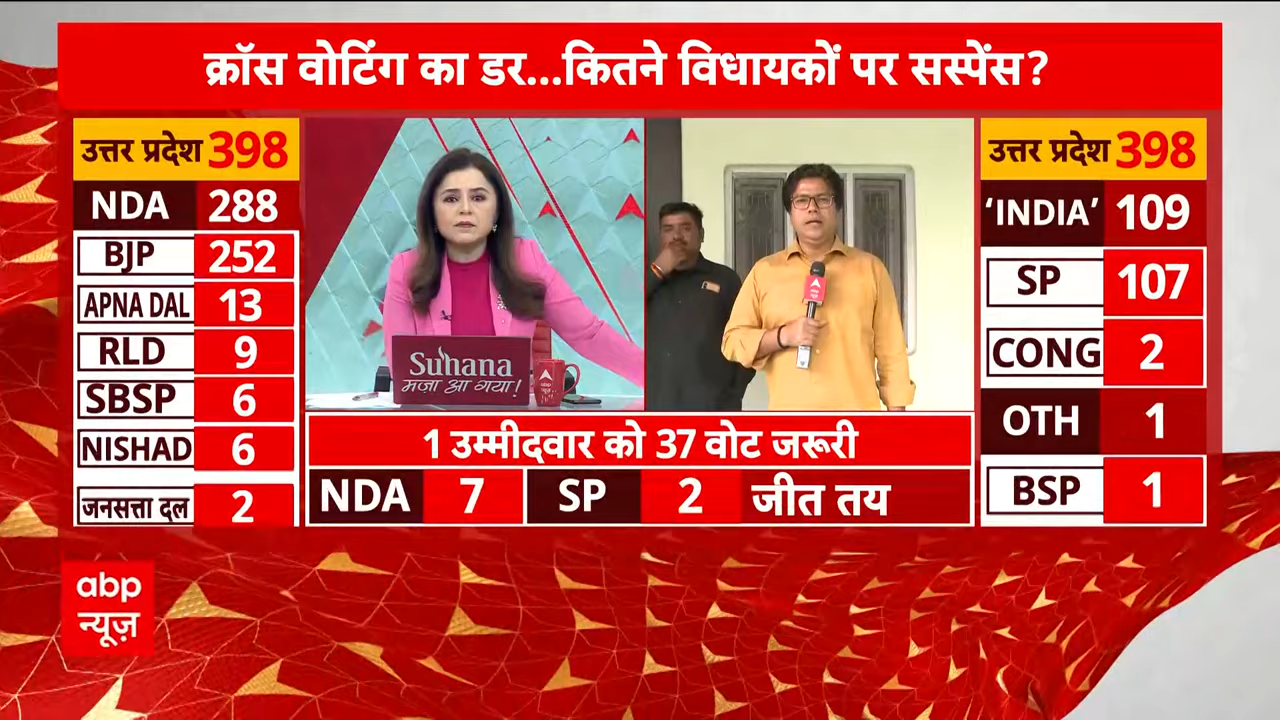 क्रॉस वोटिंग का डर...कितने विधायकों पर सस्पेंस?
उत्तर प्रदेश 398
NDA 288
BJP 252
APNA DAL 13
RLD 9
SBSP 6
NISHAD 6
जनसत्ता दल 2
Suhana
मज़ा आ गया!
abp
न्यूज़
1 उम्मीदवार को 37 वोट जरूरी
NDA 7 SP 2 जीत तय
उत्तर प्रदेश 398
‘INDIA’ 109
SP 107
CONG 2
OTH 1
BSP 1
abp
न्यूज़